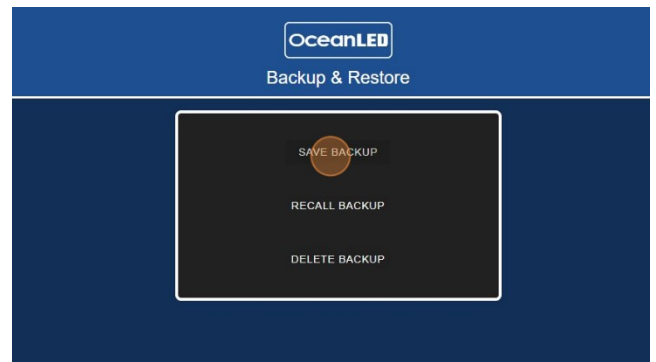 OceanLED
Backup & Restore
SAVE BACKUP
RECALL BACKUP
DELETE BACKUP